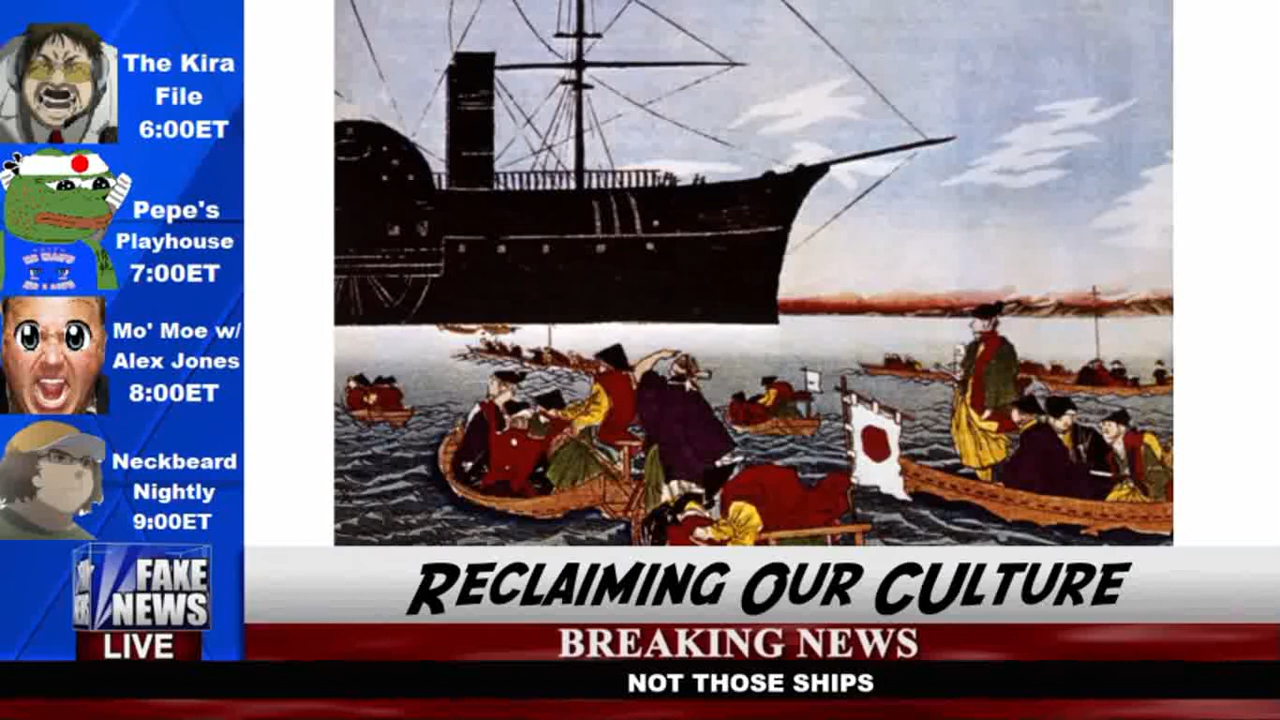 The Kira
File
6:00ET
Pepe's
Playhouse
7:00ET
Mo' Moe w/
Alex Jones
8:00ET
Neckbeard
Nightly
9:00ET
FAKE
NEWS
LIVE
RECLAIMING OUR CULTURE
BREAKING NEWS
NOT THOSE SHIPS